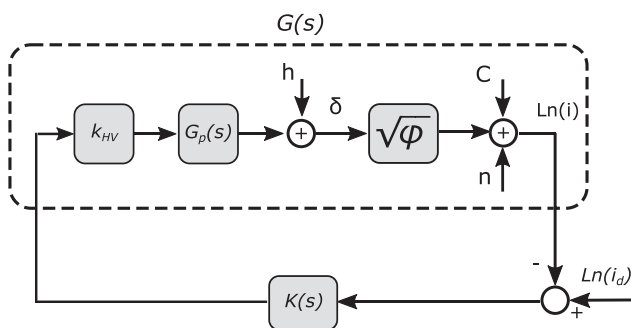 G(s)
h
C
δ
Ln(i)
k_HV
G_p(s)
+
√φ
+
n
-
Ln(i_d)
K(s)
+